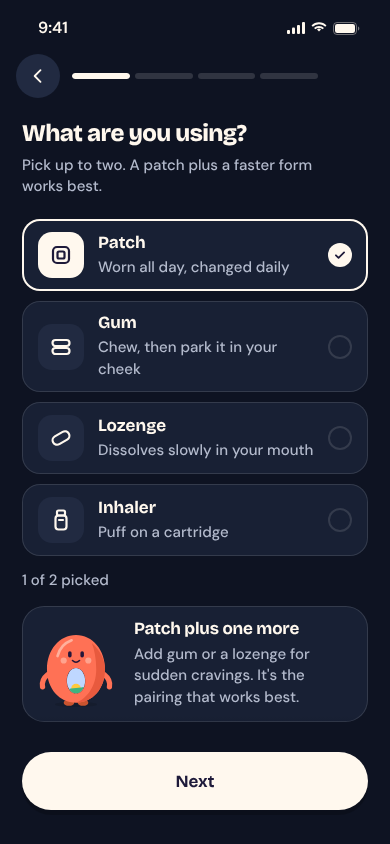 9:41
What are you using?
Pick up to two. A patch plus a faster form
works best.
Patch
Worn all day, changed daily
Gum
Chew, then park it in your
cheek
Lozenge
Dissolves slowly in your mouth
Inhaler
Puff on a cartridge
1 of 2 picked
Patch plus one more
Add gum or a lozenge for
sudden cravings. It's the
pairing that works best.
Next